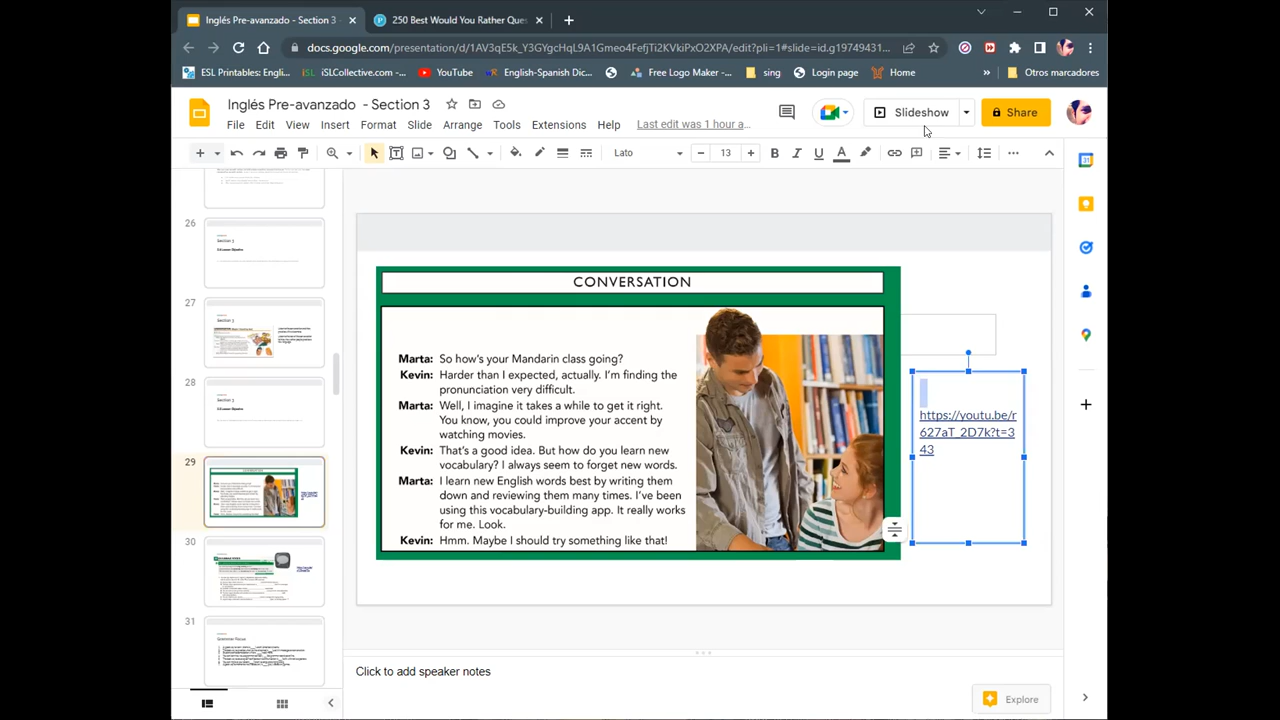 Inglés Pre-avanzado - Section 3
250 Best Would You Rather Ques
docs.google.com/presentation/d/1AV3qE5k_Y3GYgcHqL9A1Gmeo4FefjTi2KVkiPxO2XPA/edit?pli=1#slide=id.g19749431...
ESL Printables: Engli...
iSLCollective.com -...
YouTube
English-Spanish Dic...
Free Logo Maker -...
sing
Login page
Home
»
Otros marcadores
Inglés Pre-avanzado - Section 3
Slideshow
Share
File Edit View Insert Format Slide Arrange Tools Extensions Help
Last edit was 1 hour a...
Lato
13
B I U A
26
Section 3
27
Section 3
28
Section 3
29
30
31
Grammar Focus
CONVERSATION
Marta: So how's your Mandarin class going?
Kevin: Harder than I expected, actually. I'm finding the
pronunciation very difficult.
Marta: Well, I imagine it takes a while to get it right.
You know, you could improve your accent by
watching movies.
Kevin: That's a good idea. But how do you learn new
vocabulary? I always seem to forget new words.
Marta: I learn new English words best by writing them
down and reviewing them many times. I've been
using this vocabulary-building app. It really works
for me. Look.
Kevin: Hmm. Maybe I should try something like that!
https://youtu.be/r
627aT_2D7k?t=3
43
Click to add speaker notes
Explore